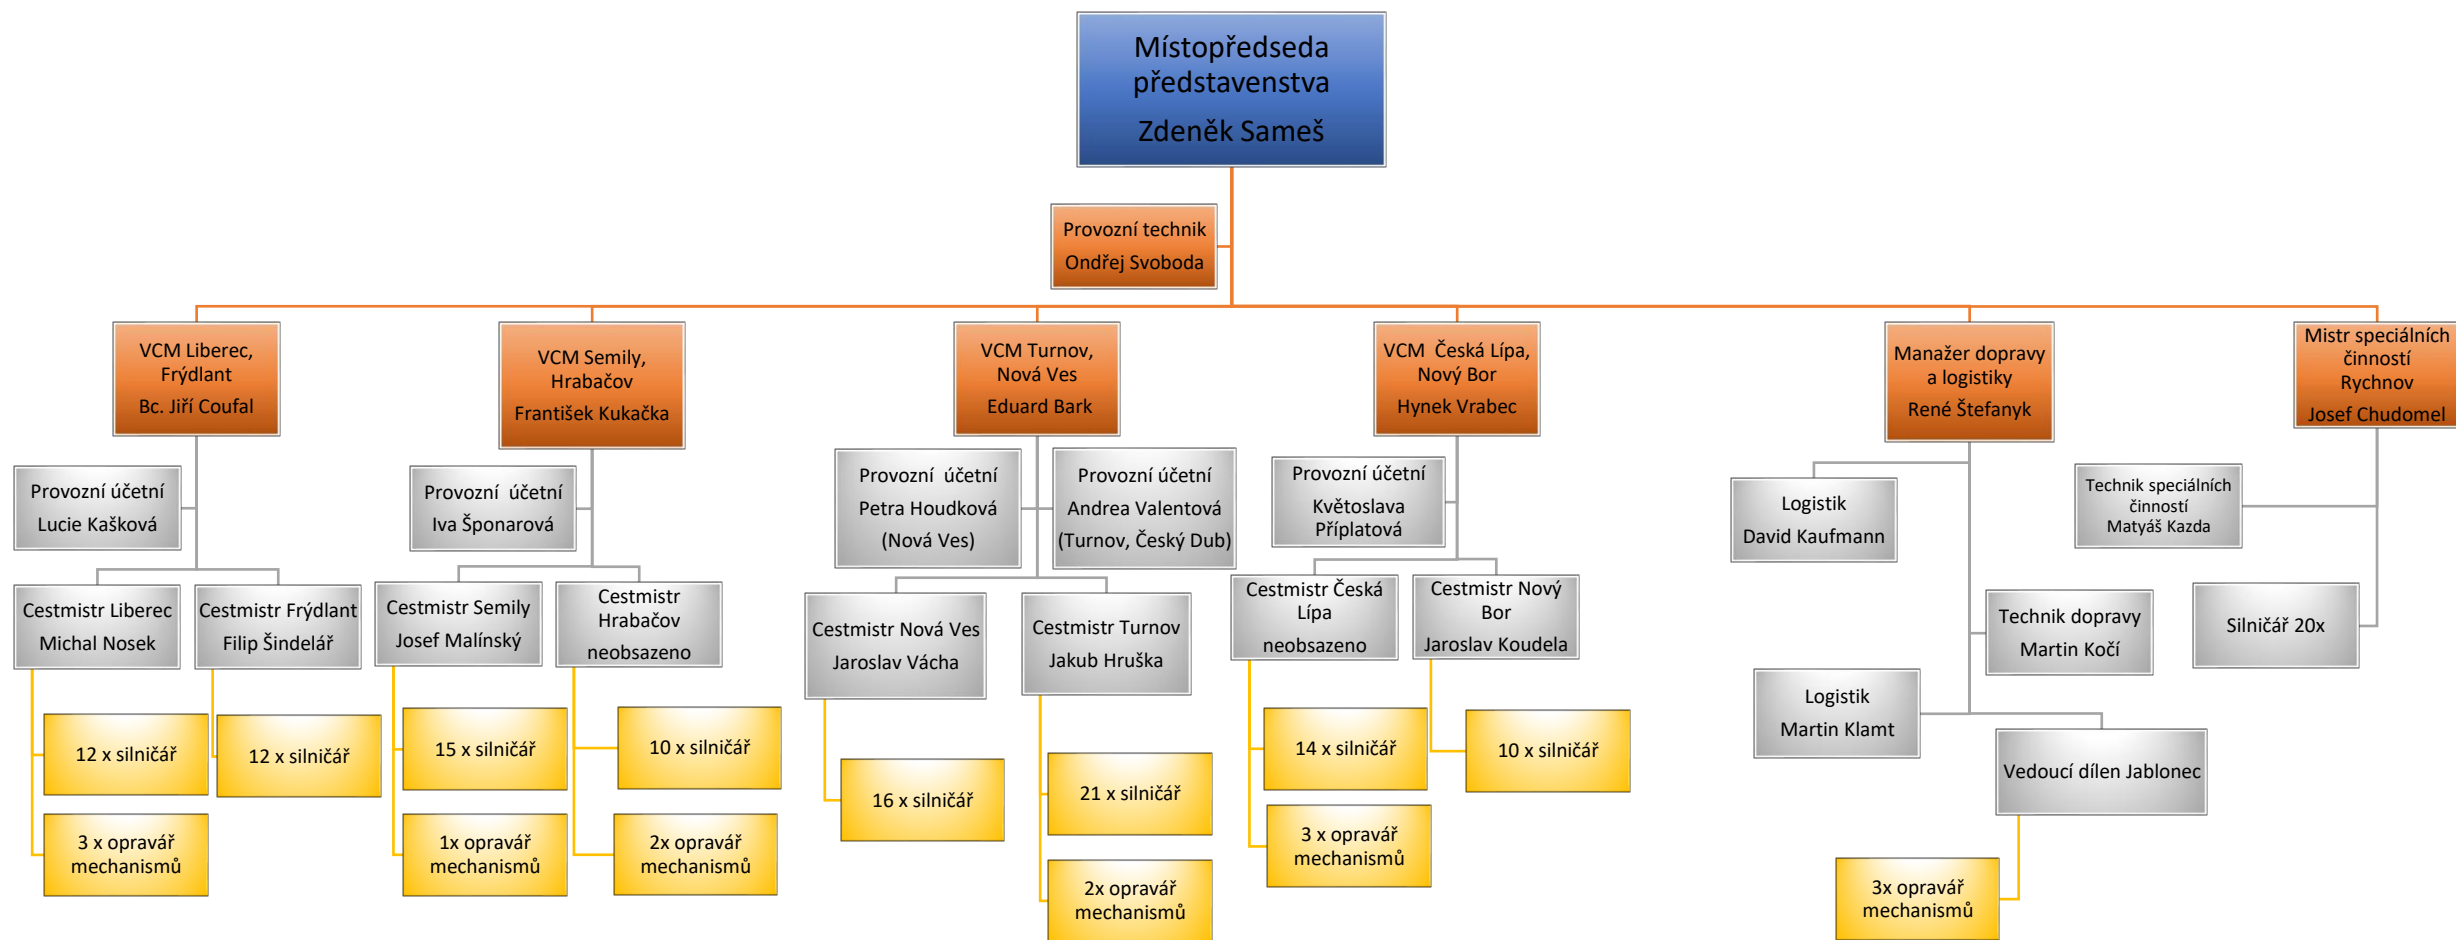 Místopředseda
představenstva
Zdeněk Sameš
Provozní technik
Ondřej Svoboda
VCM Liberec,
Frýdlant
Bc. Jiří Coufal
VCM Semily,
Hrabačov
František Kukačka
VCM Turnov,
Nová Ves
Eduard Bark
VCM  Česká Lípa,
Nový Bor
Hynek Vrabec
Manažer dopravy
a logistiky
René Štefanyk
Mistr speciálních
činností
Rychnov
Josef Chudomel
Provozní účetní
Lucie Kašková
Provozní  účetní
Iva Šponarová
Provozní  účetní
Petra Houdková
(Nová Ves)
Provozní  účetní
Andrea Valentová
(Turnov, Český Dub)
Provozní účetní
Květoslava
Příplatová
Logistik
David Kaufmann
Technik speciálních
činností
Matyáš Kazda
Cestmistr Liberec
Michal Nosek
Cestmistr Frýdlant
Filip Šindelář
Cestmistr Semily
Josef Malínský
Cestmistr
Hrabačov
neobsazeno
Cestmistr Nová Ves
Jaroslav Vácha
Cestmistr Turnov
Jakub Hruška
Cestmistr Česká
Lípa
neobsazeno
Cestmistr Nový
Bor
Jaroslav Koudela
Technik dopravy
Martin Kočí
Silničář 20x
Logistik
Martin Klamt
Vedoucí dílen Jablonec
12 x silničář
12 x silničář
15 x silničář
10 x silničář
16 x silničář
21 x silničář
14 x silničář
10 x silničář
3 x opravář
mechanismů
1x opravář
mechanismů
2x opravář
mechanismů
2x opravář
mechanismů
3 x opravář
mechanismů
3x opravář
mechanismů